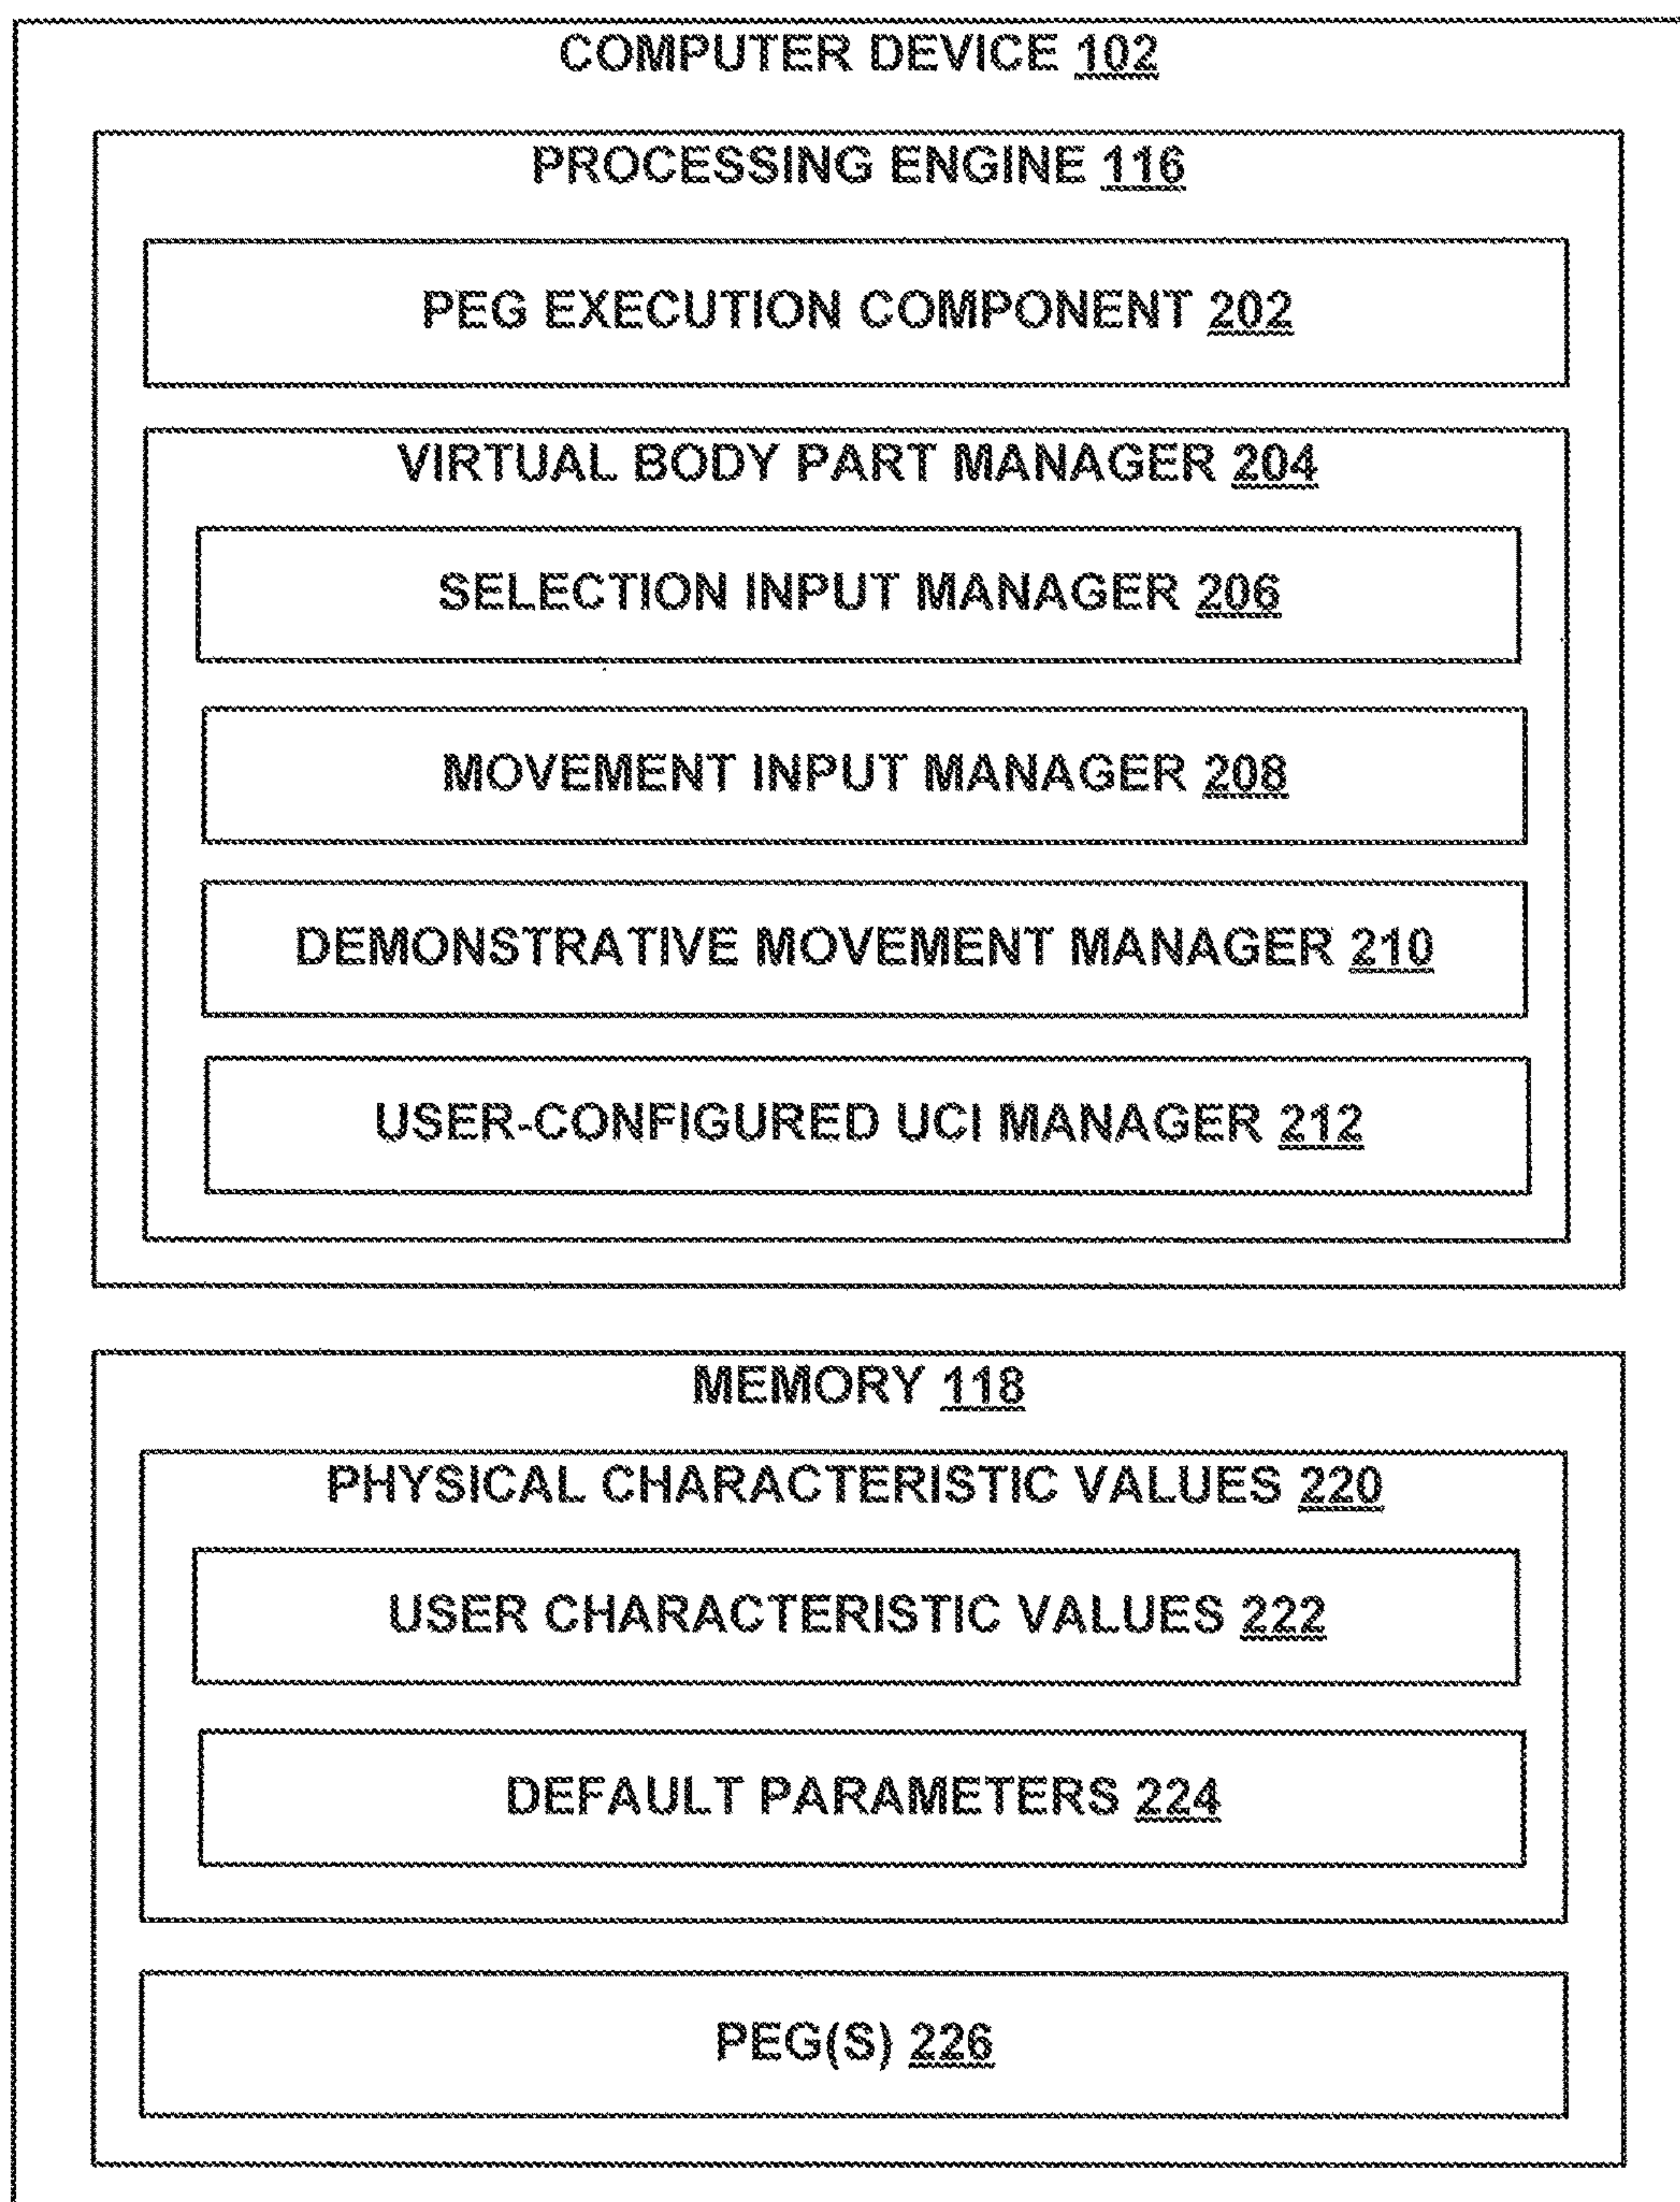 COMPUTER DEVICE 102
PROCESSING ENGINE 116
PEG EXECUTION COMPONENT 202
VIRTUAL BODY PART MANAGER 204
SELECTION INPUT MANAGER 206
MOVEMENT INPUT MANAGER 208
DEMONSTRATIVE MOVEMENT MANAGER 210
USER-CONFIGURED UCI MANAGER 212
MEMORY 118
PHYSICAL CHARACTERISTIC VALUES 220
USER CHARACTERISTIC VALUES 222
DEFAULT PARAMETERS 224
PEG(S) 226